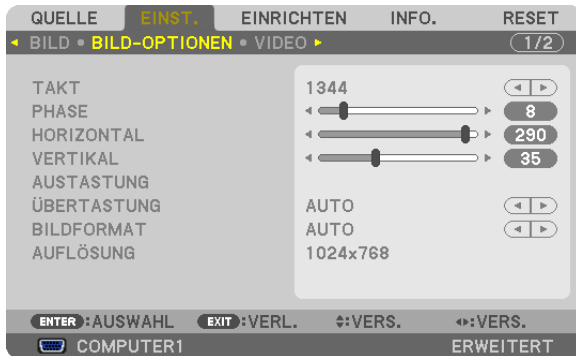 QUELLE EINST. EINRICHTEN INFO. RESET
BILD • BILD-OPTIONEN • VIDEO 1/2
TAKT 1344
PHASE 8
HORIZONTAL 290
VERTIKAL 35
AUSTASTUNG
ÜBERTASTUNG AUTO
BILDFORMAT AUTO
AUFLÖSUNG 1024x768
ENTER :AUSWAHL EXIT :VERL. :VERS. :VERS.
COMPUTER1 ERWEITERT